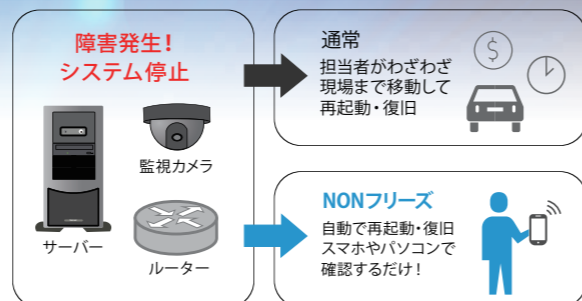 障害発生!
システム停止
監視カメラ
サーバー
ルーター
通常
担当者がわざわざ
現場まで移動して
再起動・復旧
$
NONフリーズ
自動で再起動・復旧
スマホやパソコンで
確認するだけ!